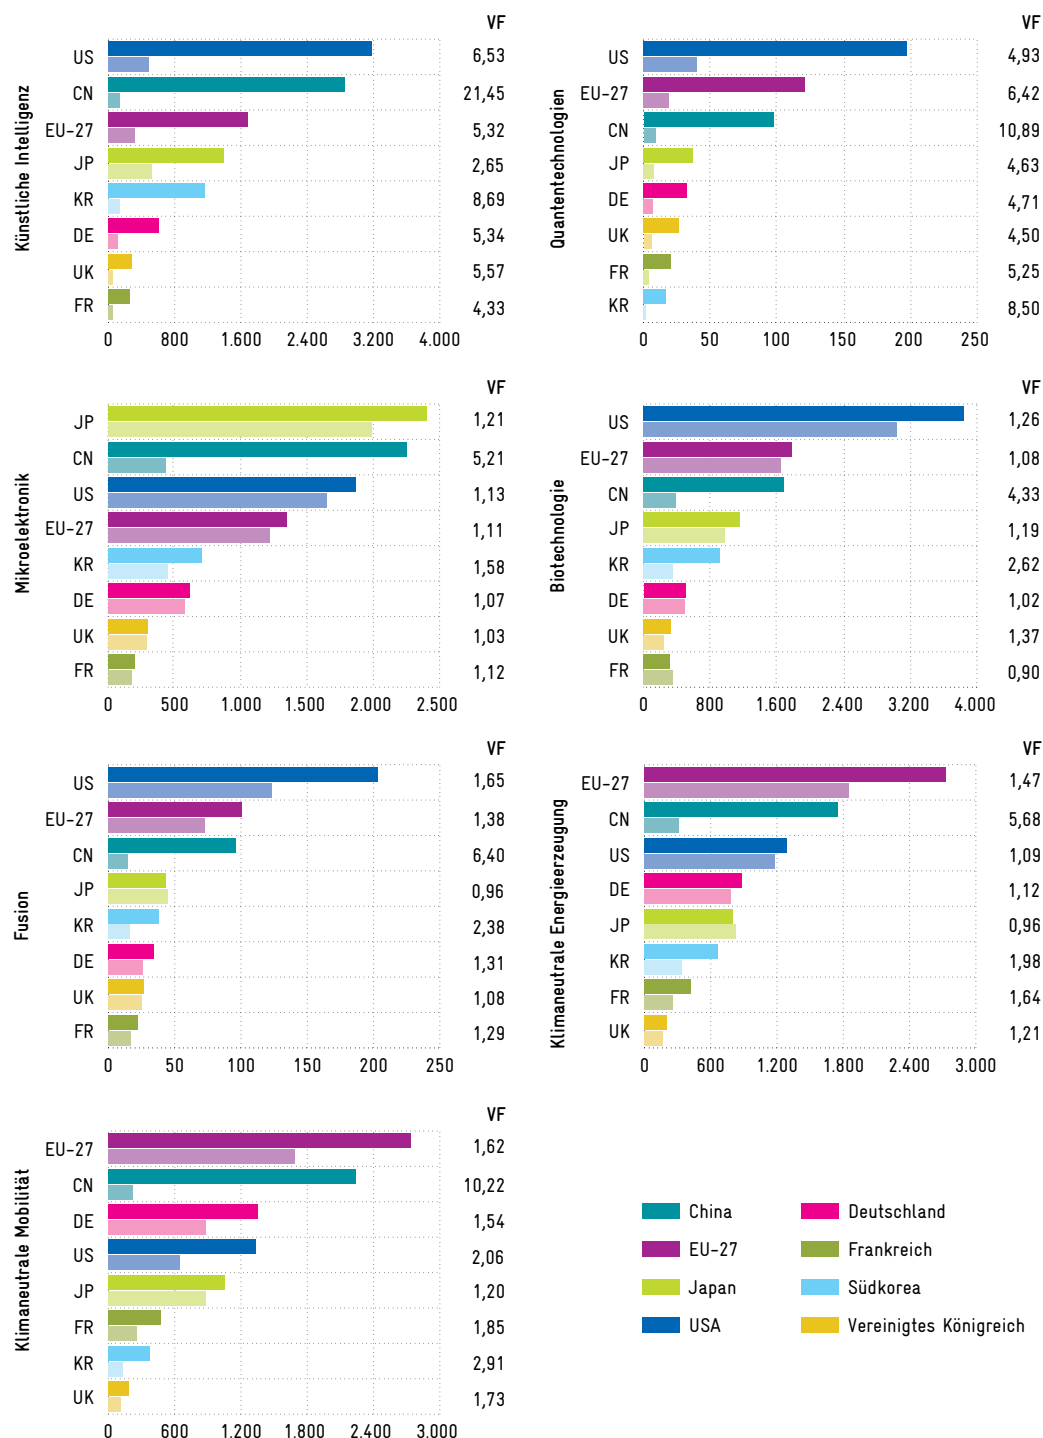 Künstliche Intelligenz
VF
US 6,53
CN 21,45
EU-27 5,32
JP 2,65
KR 8,69
DE 5,34
UK 5,57
FR 4,33
0 800 1.600 2.400 3.200 4.000
Quantentechnologien
VF
US 4,93
EU-27 6,42
CN 10,89
JP 4,63
DE 4,71
UK 4,50
FR 5,25
KR 8,50
0 50 100 150 200 250
Mikroelektronik
VF
JP 1,21
CN 5,21
US 1,13
EU-27 1,11
KR 1,58
DE 1,07
UK 1,03
FR 1,12
0 500 1.000 1.500 2.000 2.500
Biotechnologie
VF
US 1,26
EU-27 1,08
CN 4,33
JP 1,19
KR 2,62
DE 1,02
UK 1,37
FR 0,90
0 800 1.600 2.400 3.200 4.000
Fusion
VF
US 1,65
EU-27 1,38
CN 6,40
JP 0,96
KR 2,38
DE 1,31
UK 1,08
FR 1,29
0 50 100 150 200 250
Klimaneutrale Energieerzeugung
VF
EU-27 1,47
CN 5,68
US 1,09
DE 1,12
JP 0,96
KR 1,98
FR 1,64
UK 1,21
0 600 1.200 1.800 2.400 3.000
Klimaneutrale Mobilität
VF
EU-27 1,62
CN 10,22
DE 1,54
US 2,06
JP 1,20
FR 1,85
KR 2,91
UK 1,73
0 600 1.200 1.800 2.400 3.000
China
EU-27
Japan
USA
Deutschland
Frankreich
Südkorea
Vereinigtes Königreich